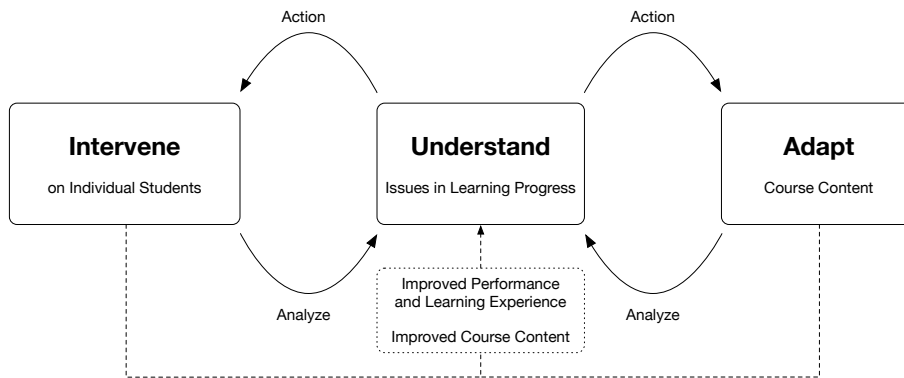 Action
Action
Intervene
on Individual Students
Understand
Issues in Learning Progress
Adapt
Course Content
Improved Performance
and Learning Experience
Improved Course Content
Analyze
Analyze